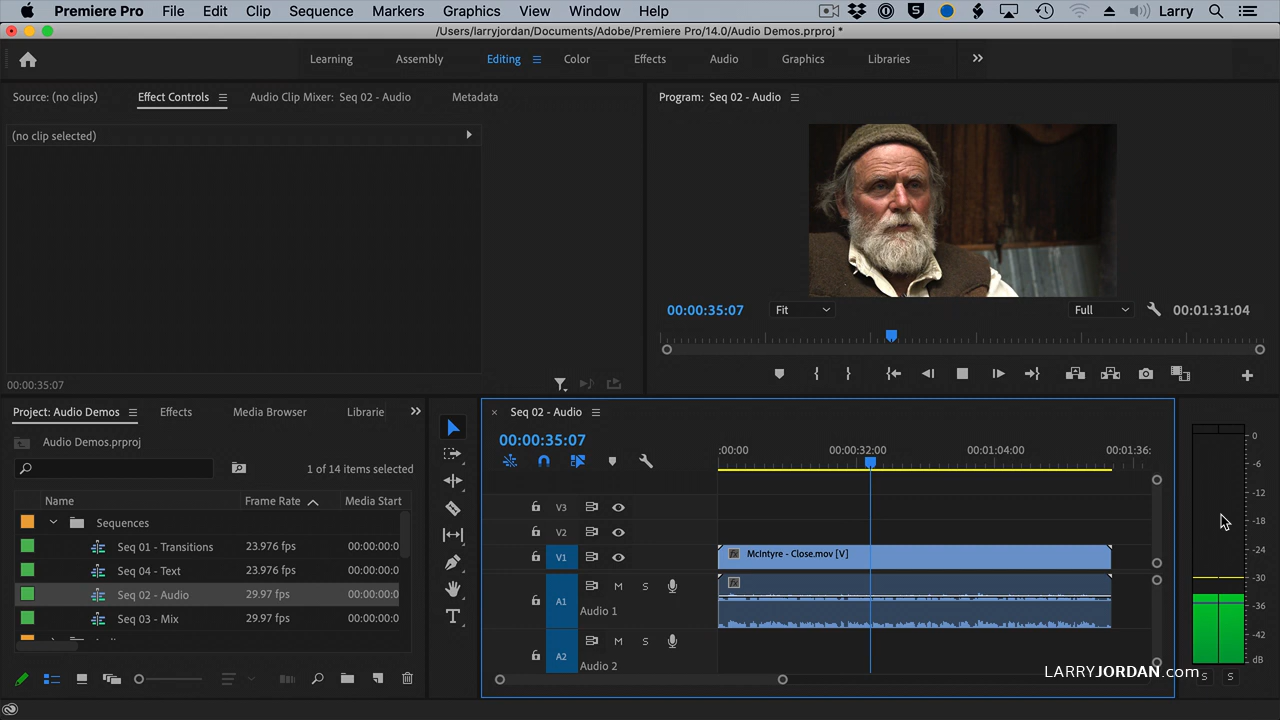 Premiere Pro File Edit Clip Sequence Markers Graphics View Window Help Larry
/Users/larryjordan/Documents/Adobe/Premiere Pro/14.0/Audio Demos.prproj *
Learning Assembly Editing Color Effects Audio Graphics Libraries
Source: (no clips) Effect Controls Audio Clip Mixer: Seq 02 - Audio Metadata
(no clip selected)
00:00:35:07
Program: Seq 02 - Audio
00:00:35:07 Fit Full 00:01:31:04
Project: Audio Demos Effects Media Browser Librarie
Audio Demos.prproj
1 of 14 items selected
Name Frame Rate Media Start
Sequences
Seq 01 - Transitions 23.976 fps 00:00:00:0
Seq 04 - Text 23.976 fps 00:00:00:0
Seq 02 - Audio 29.97 fps 00:00:00:0
Seq 03 - Mix 29.97 fps 00:00:00:0
Seq 02 - Audio
00:00:35:07
:00:00 00:00:32:00 00:01:04:00 00:01:36:
V3
V2
V1 McIntyre - Close.mov [V]
A1 M S
Audio 1
A2 M S
Audio 2
0
-6
-12
-18
-24
-30
-36
-42
dB
S S
LARRYJORDAN.com